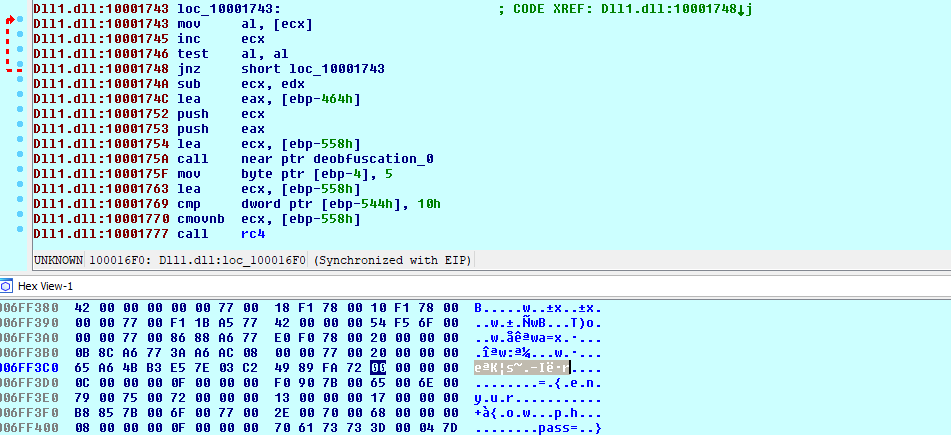 Dll1.dll:10001743 loc_10001743: ; CODE XREF: Dll1.dll:10001748↓j
Dll1.dll:10001743 mov al, [ecx]
Dll1.dll:10001745 inc ecx
Dll1.dll:10001746 test al, al
Dll1.dll:10001748 jnz short loc_10001743
Dll1.dll:1000174A sub ecx, edx
Dll1.dll:1000174C lea eax, [ebp-464h]
Dll1.dll:10001752 push ecx
Dll1.dll:10001753 push eax
Dll1.dll:10001754 lea ecx, [ebp-558h]
Dll1.dll:1000175A call near ptr deobfuscation_0
Dll1.dll:1000175F mov byte ptr [ebp-4], 5
Dll1.dll:10001763 lea ecx, [ebp-558h]
Dll1.dll:10001769 cmp dword ptr [ebp-544h], 10h
Dll1.dll:10001770 cmovnb ecx, [ebp-558h]
Dll1.dll:10001777 call rc4
UNKNOWN 100016F0: Dll1.dll:loc_100016F0 (Synchronized with EIP)
Hex View-1
006FF380 42 00 00 00 00 00 77 00 18 F1 78 00 10 F1 78 00 B.....w..±x..±x.
006FF390 00 00 77 00 F1 1B A5 77 42 00 00 00 54 F5 6F 00 ..w.±.ÑwB...T)o.
006FF3A0 00 00 77 00 86 88 A6 77 E0 F0 78 00 20 00 00 00 ..w.åêªwa=x. ...
006FF3B0 0B 8C A6 77 3A A6 AC 08 00 00 77 00 20 00 00 00 .îªw:ª¼...w. ...
006FF3C0 65 A6 4B B3 E5 7E 03 C2 49 89 FA 72 00 00 00 00 eªK¦s~.-Ië·r....
006FF3D0 0C 00 00 00 0F 00 00 00 F0 90 7B 00 65 00 6E 00 ........=.{.e.n.
006FF3E0 79 00 75 00 72 00 00 00 13 00 00 00 17 00 00 00 y.u.r...........
006FF3F0 B8 85 7B 00 6F 00 77 00 2E 00 70 00 68 00 00 00 +à{.o.w...p.h...
006FF400 08 00 00 00 0F 00 00 00 70 61 73 73 3D 00 04 7D ........pass=..}